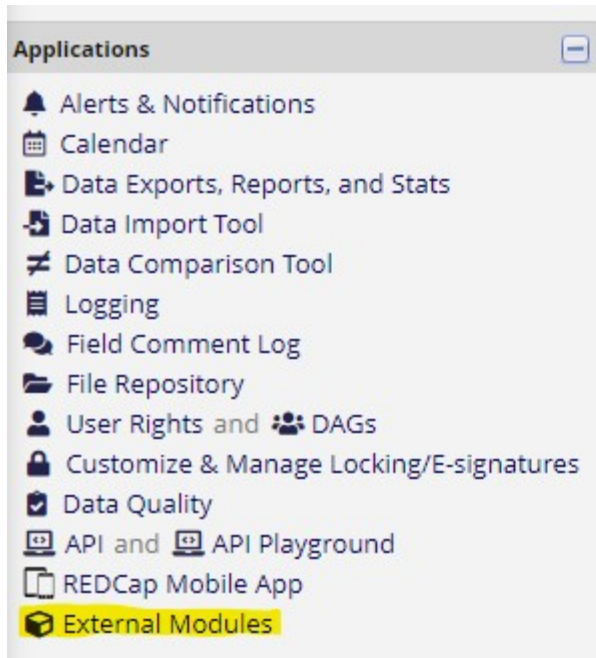 Applications
Alerts & Notifications
Calendar
Data Exports, Reports, and Stats
Data Import Tool
Data Comparison Tool
Logging
Field Comment Log
File Repository
User Rights and DAGs
Customize & Manage Locking/E-signatures
Data Quality
API and API Playground
REDCap Mobile App
External Modules